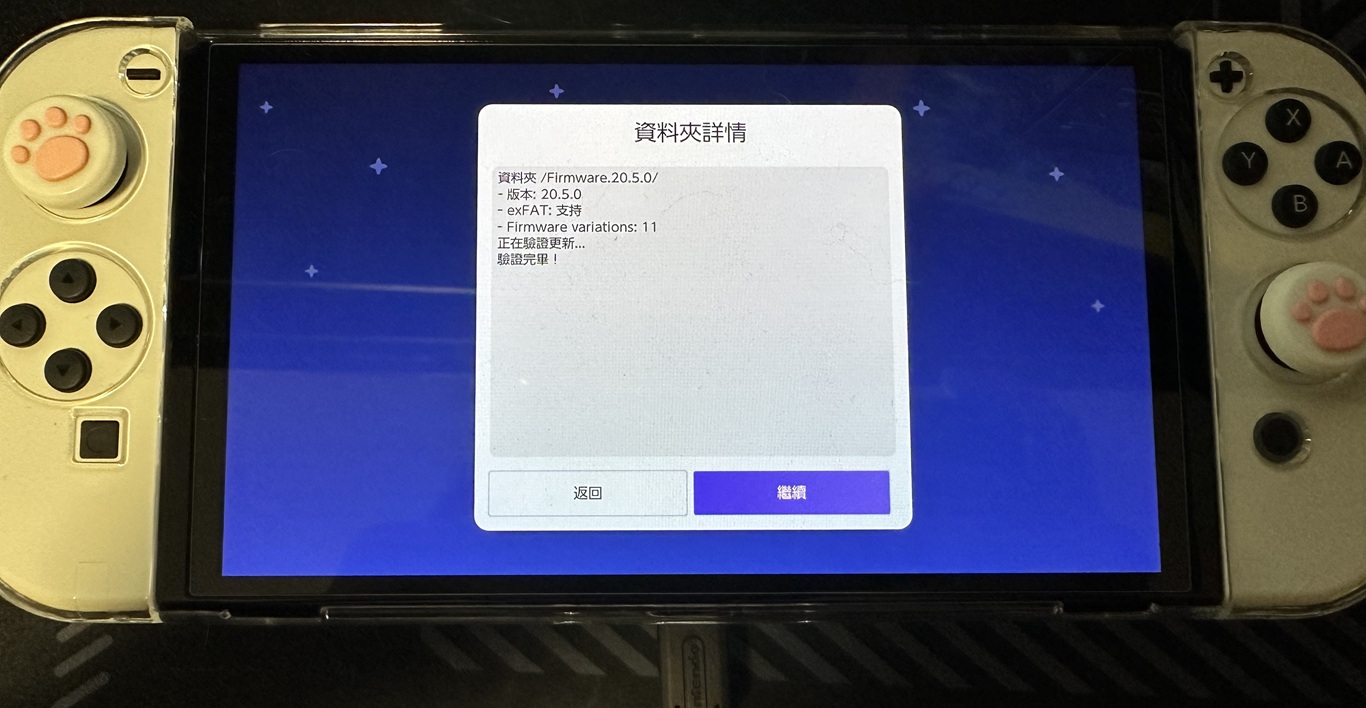 資料夾詳情
資料夾 /Firmware.20.5.0/
- 版本: 20.5.0
- exFAT: 支持
- Firmware variations: 11
正在驗證更新...
驗證完畢！
返回
繼續
X
Y
A
B